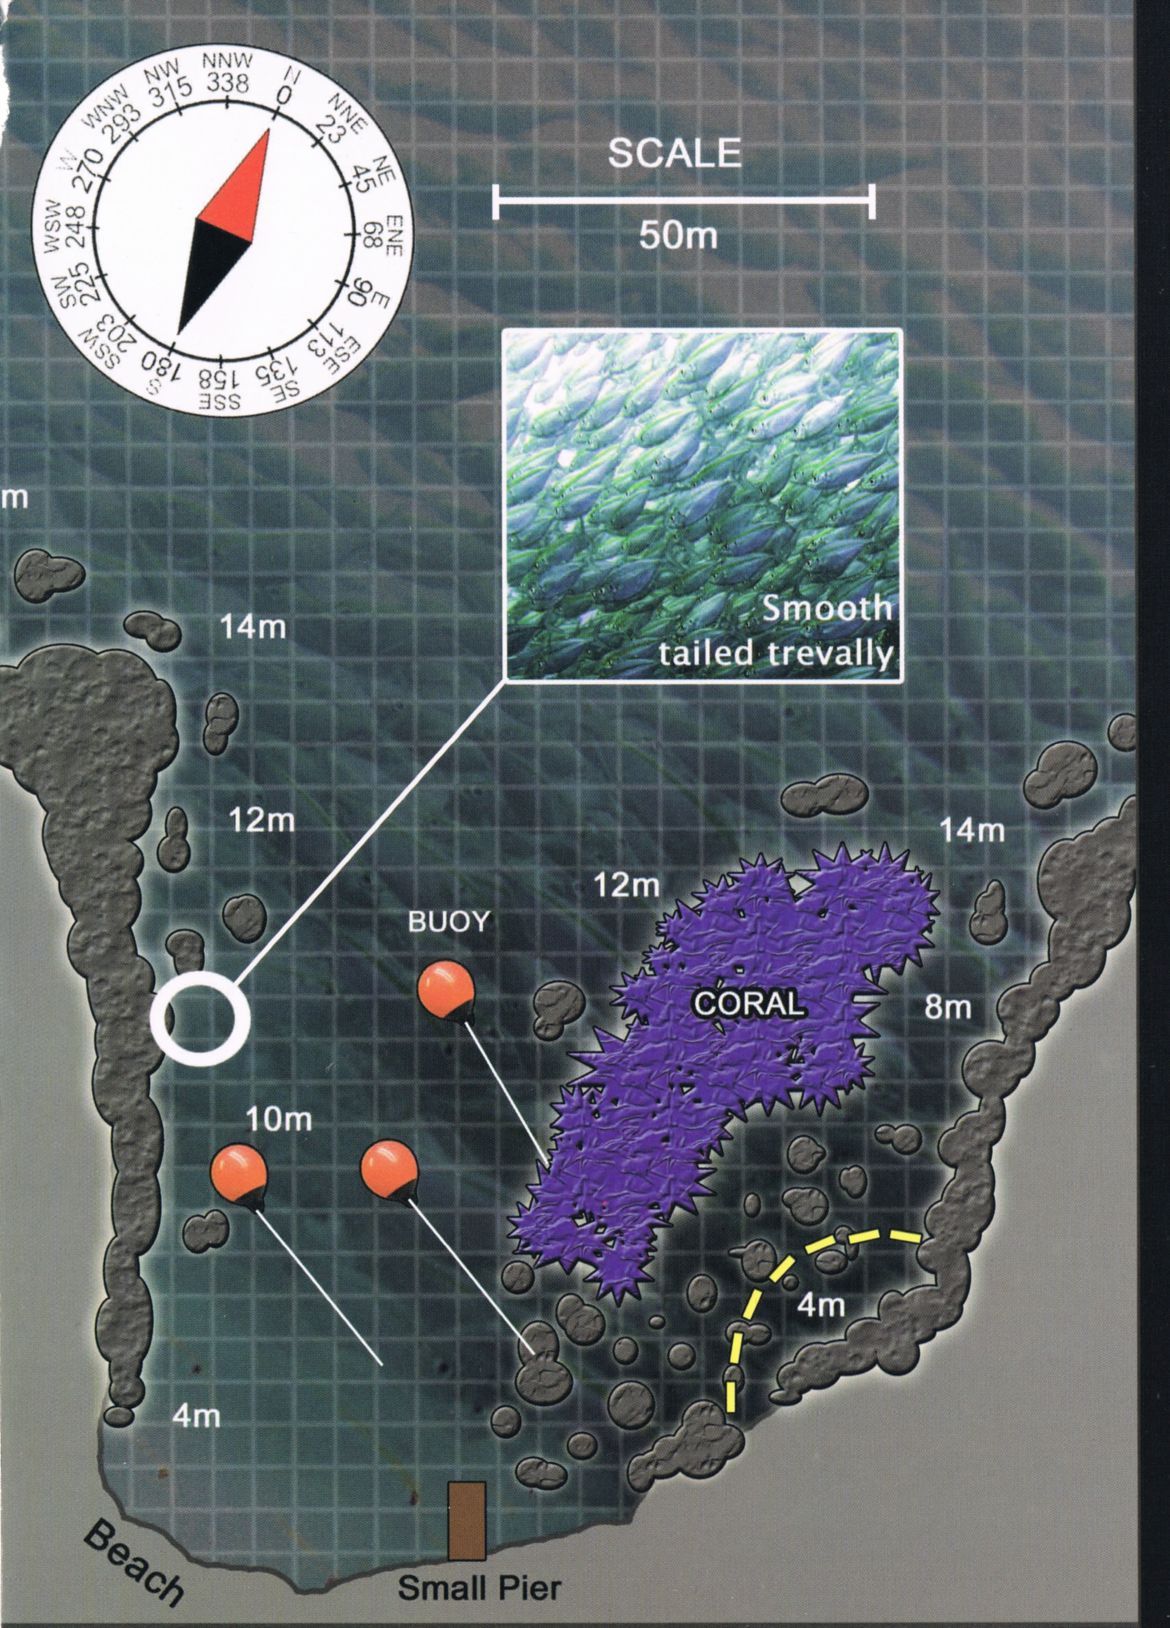 N
0
NNE
23
NE
45
ENE
68
E
90
ESE
113
SE
135
SSE
158
S
180
SSW
203
SW
225
WSW
248
W
270
WNW
293
NW
315
NNW
338
SCALE
50m
m
Smooth
tailed trevally
14m
12m
14m
12m
BUOY
CORAL
8m
10m
4m
4m
Beach
Small Pier